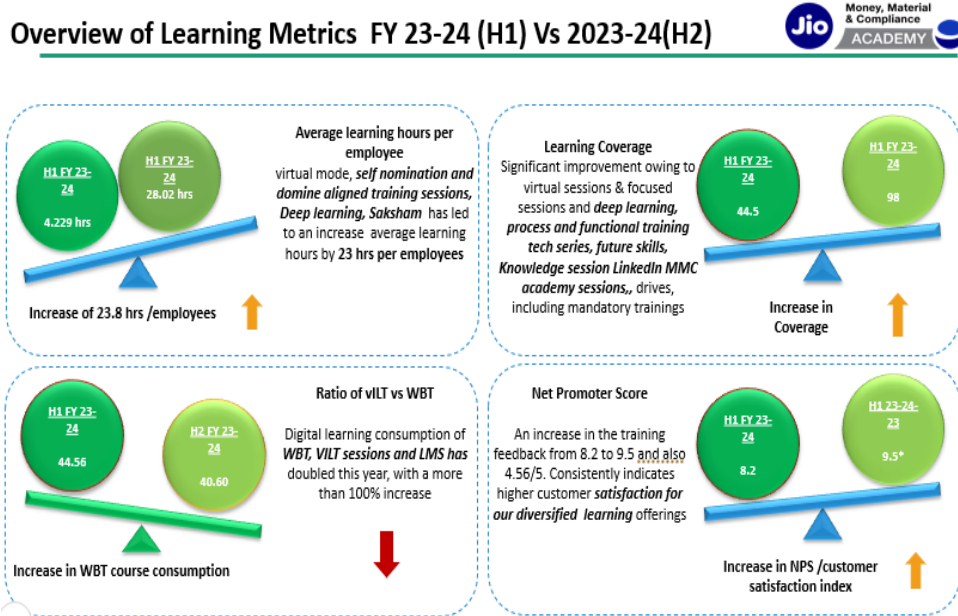 Overview of Learning Metrics FY 23-24 (H1) Vs 2023-24(H2)
Jio
Money, Material
& Compliance
ACADEMY
H1 FY 23-
24
4.229 hrs
H1 FY 23-
24
28.02 hrs
Increase of 23.8 hrs /employees
Average learning hours per
employee
virtual mode, self nomination and
domine aligned training sessions,
Deep learning, Saksham has led
to an increase average learning
hours by 23 hrs per employees
Learning Coverage
Significant improvement owing to
virtual sessions & focused
sessions and deep learning,
process and functional training
tech series, future skills,
Knowledge session LinkedIn MMC
academy sessions,, drives,
including mandatory trainings
H1 FY 23-
24
44.5
H1 FY 23-
24
98
Increase in
Coverage
H1 FY 23-
24
44.56
H2 FY 23-
24
40.60
Increase in WBT course consumption
Ratio of vILT vs WBT
Digital learning consumption of
WBT, VILT sessions and LMS has
doubled this year, with a more
than 100% increase
Net Promoter Score
An increase in the training
feedback from 8.2 to 9.5 and also
4.56/5. Consistently indicates
higher customer satisfaction for
our diversified learning offerings
H1 FY 23-
24
8.2
H1 23-24-
23
9.5*
Increase in NPS /customer
satisfaction index